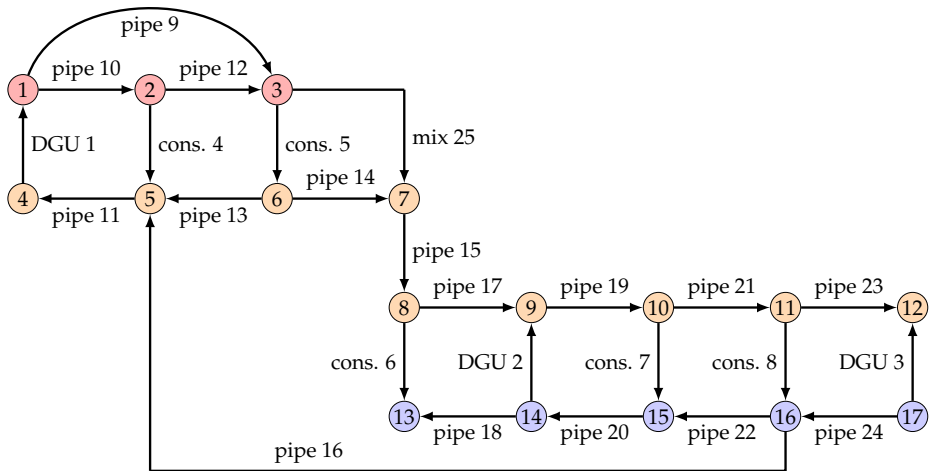 pipe 9
pipe 10
pipe 12
1
2
3
DGU 1
cons. 4
cons. 5
mix 25
pipe 14
4
5
6
7
pipe 11
pipe 13
pipe 15
pipe 17
pipe 19
pipe 21
pipe 23
8
9
10
11
12
cons. 6
DGU 2
cons. 7
cons. 8
DGU 3
13
14
15
16
17
pipe 18
pipe 20
pipe 22
pipe 24
pipe 16